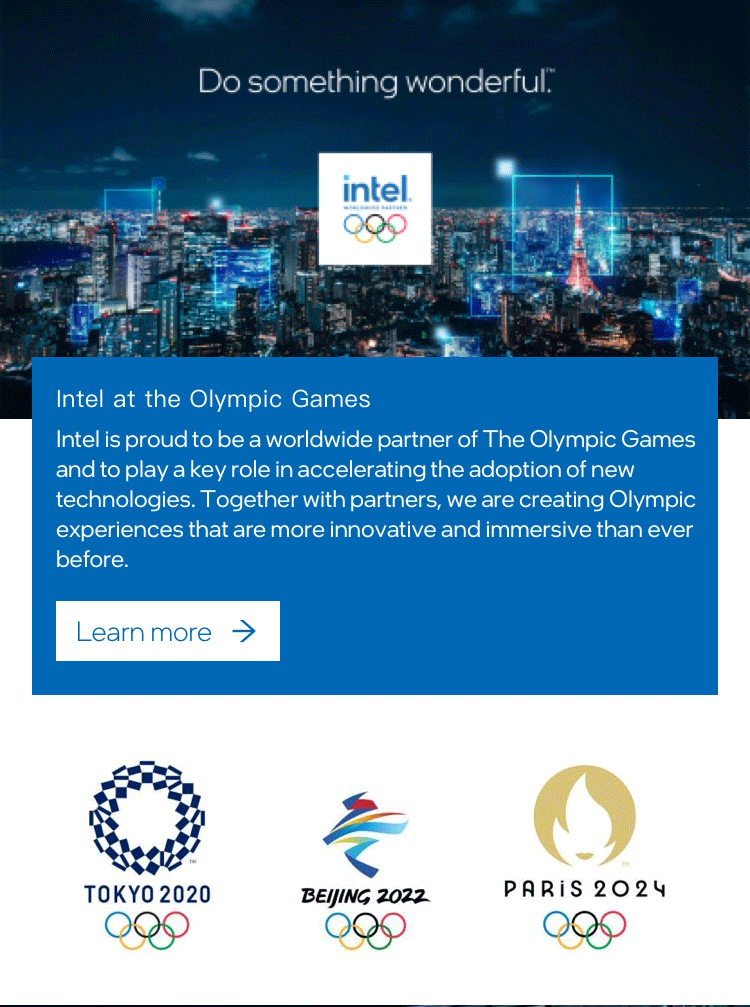 Do something wonderful.™
intel.
WORLDWIDE PARTNER
Intel at the Olympic Games
Intel is proud to be a worldwide partner of The Olympic Games
and to play a key role in accelerating the adoption of new
technologies. Together with partners, we are creating Olympic
experiences that are more innovative and immersive than ever
before.
Learn more →
TM
TOKYO 2020
BEIJING 2022
TM
PARIS 2024